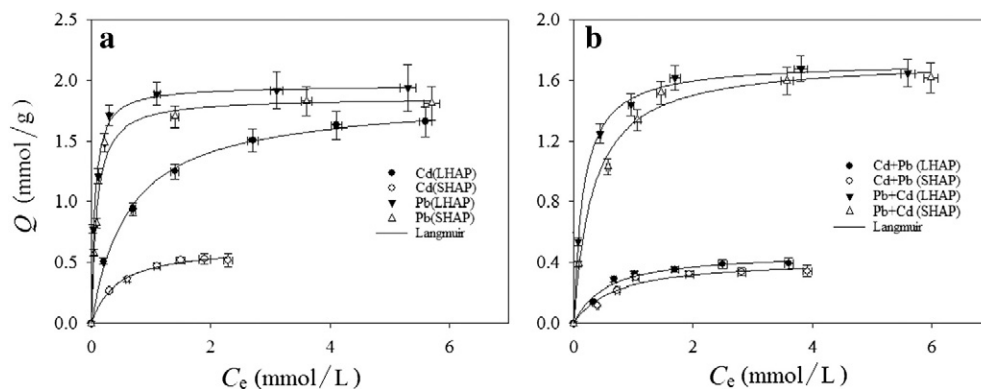 a
2.5
2.0
1.5
1.0
0.5
0.0
Q (mmol/g)
Cd(LHAP)
Cd(SHAP)
Pb(LHAP)
Pb(SHAP)
Langmuir
0 2 4 6
Ce (mmol/L)
b
2.0
1.6
1.2
0.8
0.4
0.0
Cd+Pb (LHAP)
Cd+Pb (SHAP)
Pb+Cd (LHAP)
Pb+Cd (SHAP)
Langmuir
0 2 4 6
Ce (mmol/L)